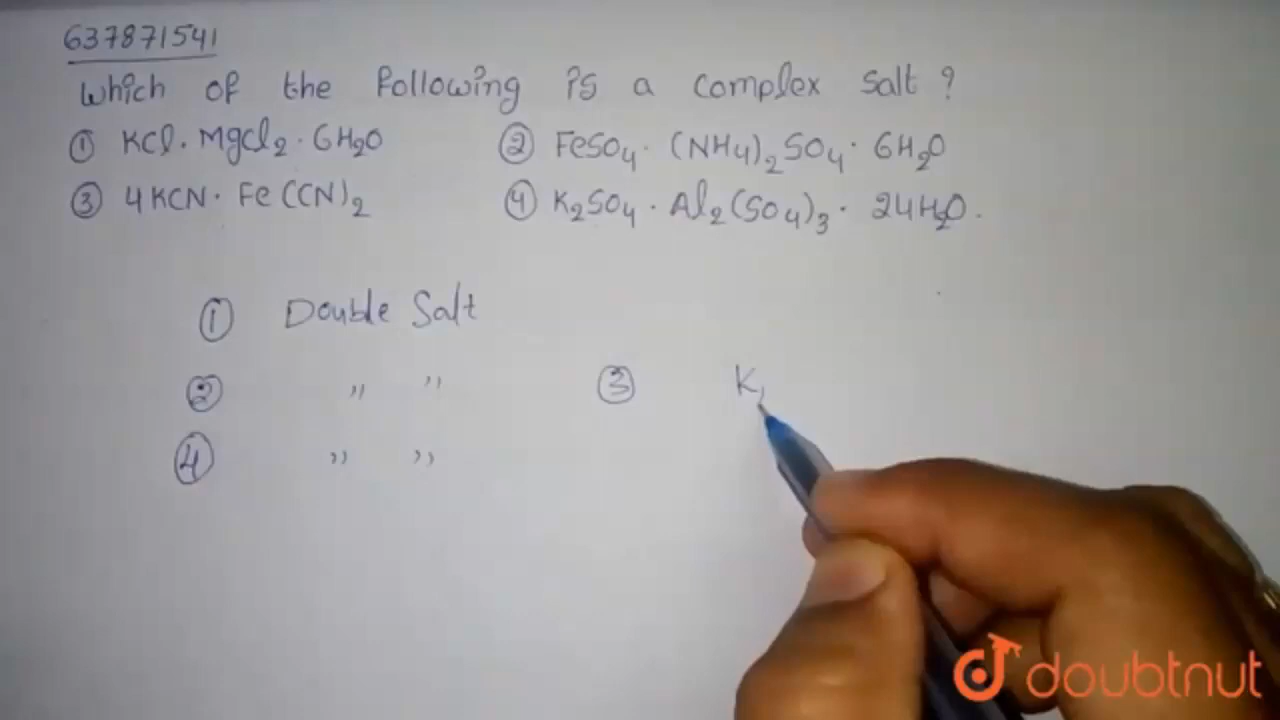 637871541
Which of the following is a complex salt ?
① KCl. MgCl₂. 6H₂O ② FeSO₄. (NH₄)₂SO₄. 6H₂O
③ 4KCN. Fe(CN)₂ ④ K₂SO₄. Al₂(SO₄)₃. 24H₂O.
① Double Salt
② " " ③ K
④ " "
doubtnut